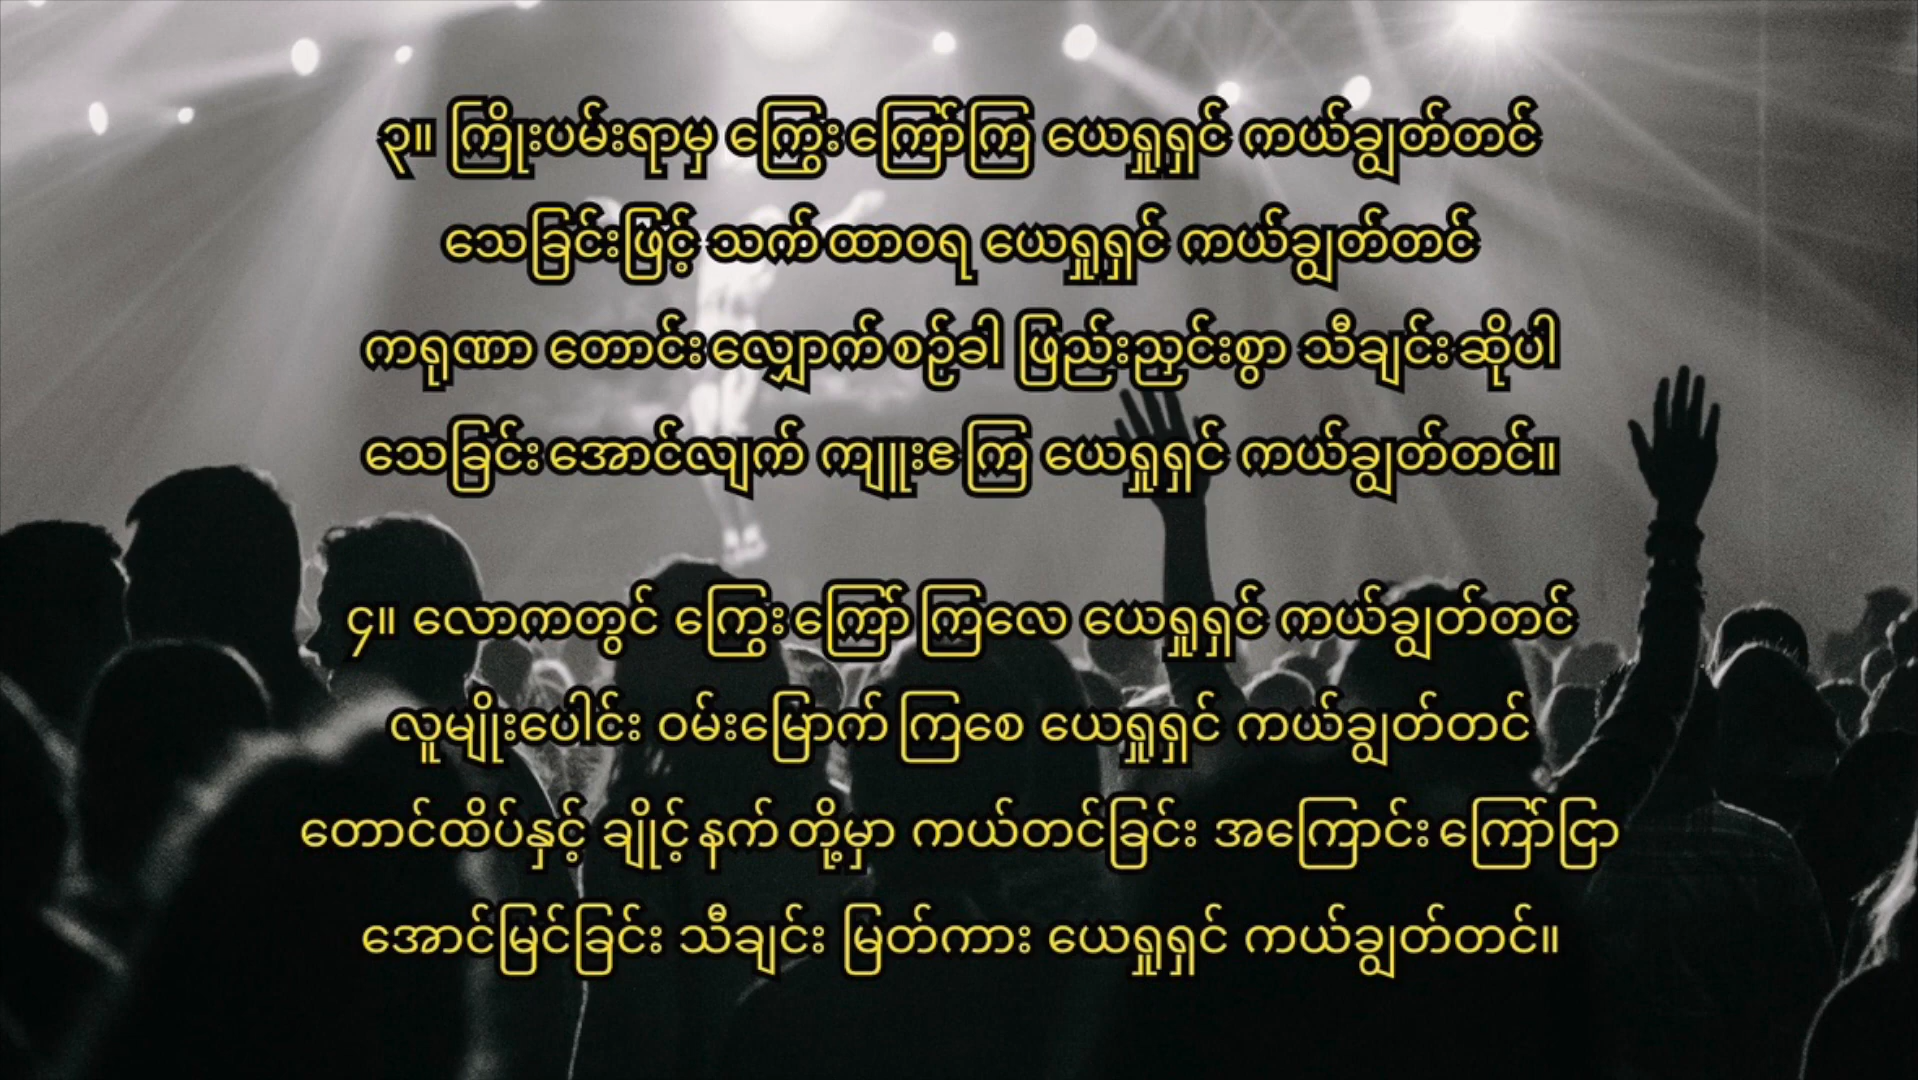 ၃။ ကြိုးပမ်းရာမှ ကြွေးကြော်ကြ ယေရှုရှင် ကယ်ချွတ်တင်
သေခြင်းဖြင့် သက်ထာဝရ ယေရှုရှင် ကယ်ချွတ်တင်
ကရုဏာ တောင်းလျှောက်စဉ်ခါ ဖြည်းညှင်းစွာ သီချင်းဆိုပါ
သေခြင်းအောင်လျက် ကျူးဧကြ ယေရှုရှင် ကယ်ချွတ်တင်။
၄။ လောကတွင် ကြွေးကြော်ကြလေ ယေရှုရှင် ကယ်ချွတ်တင်
လူမျိုးပေါင်း ဝမ်းမြောက်ကြစေ ယေရှုရှင် ကယ်ချွတ်တင်
တောင်ထိပ်နှင့် ချိုင့်နက်တို့မှာ ကယ်တင်ခြင်း အကြောင်းကြော်ငြာ
အောင်မြင်ခြင်း သီချင်း မြတ်ကား ယေရှုရှင် ကယ်ချွတ်တင်။